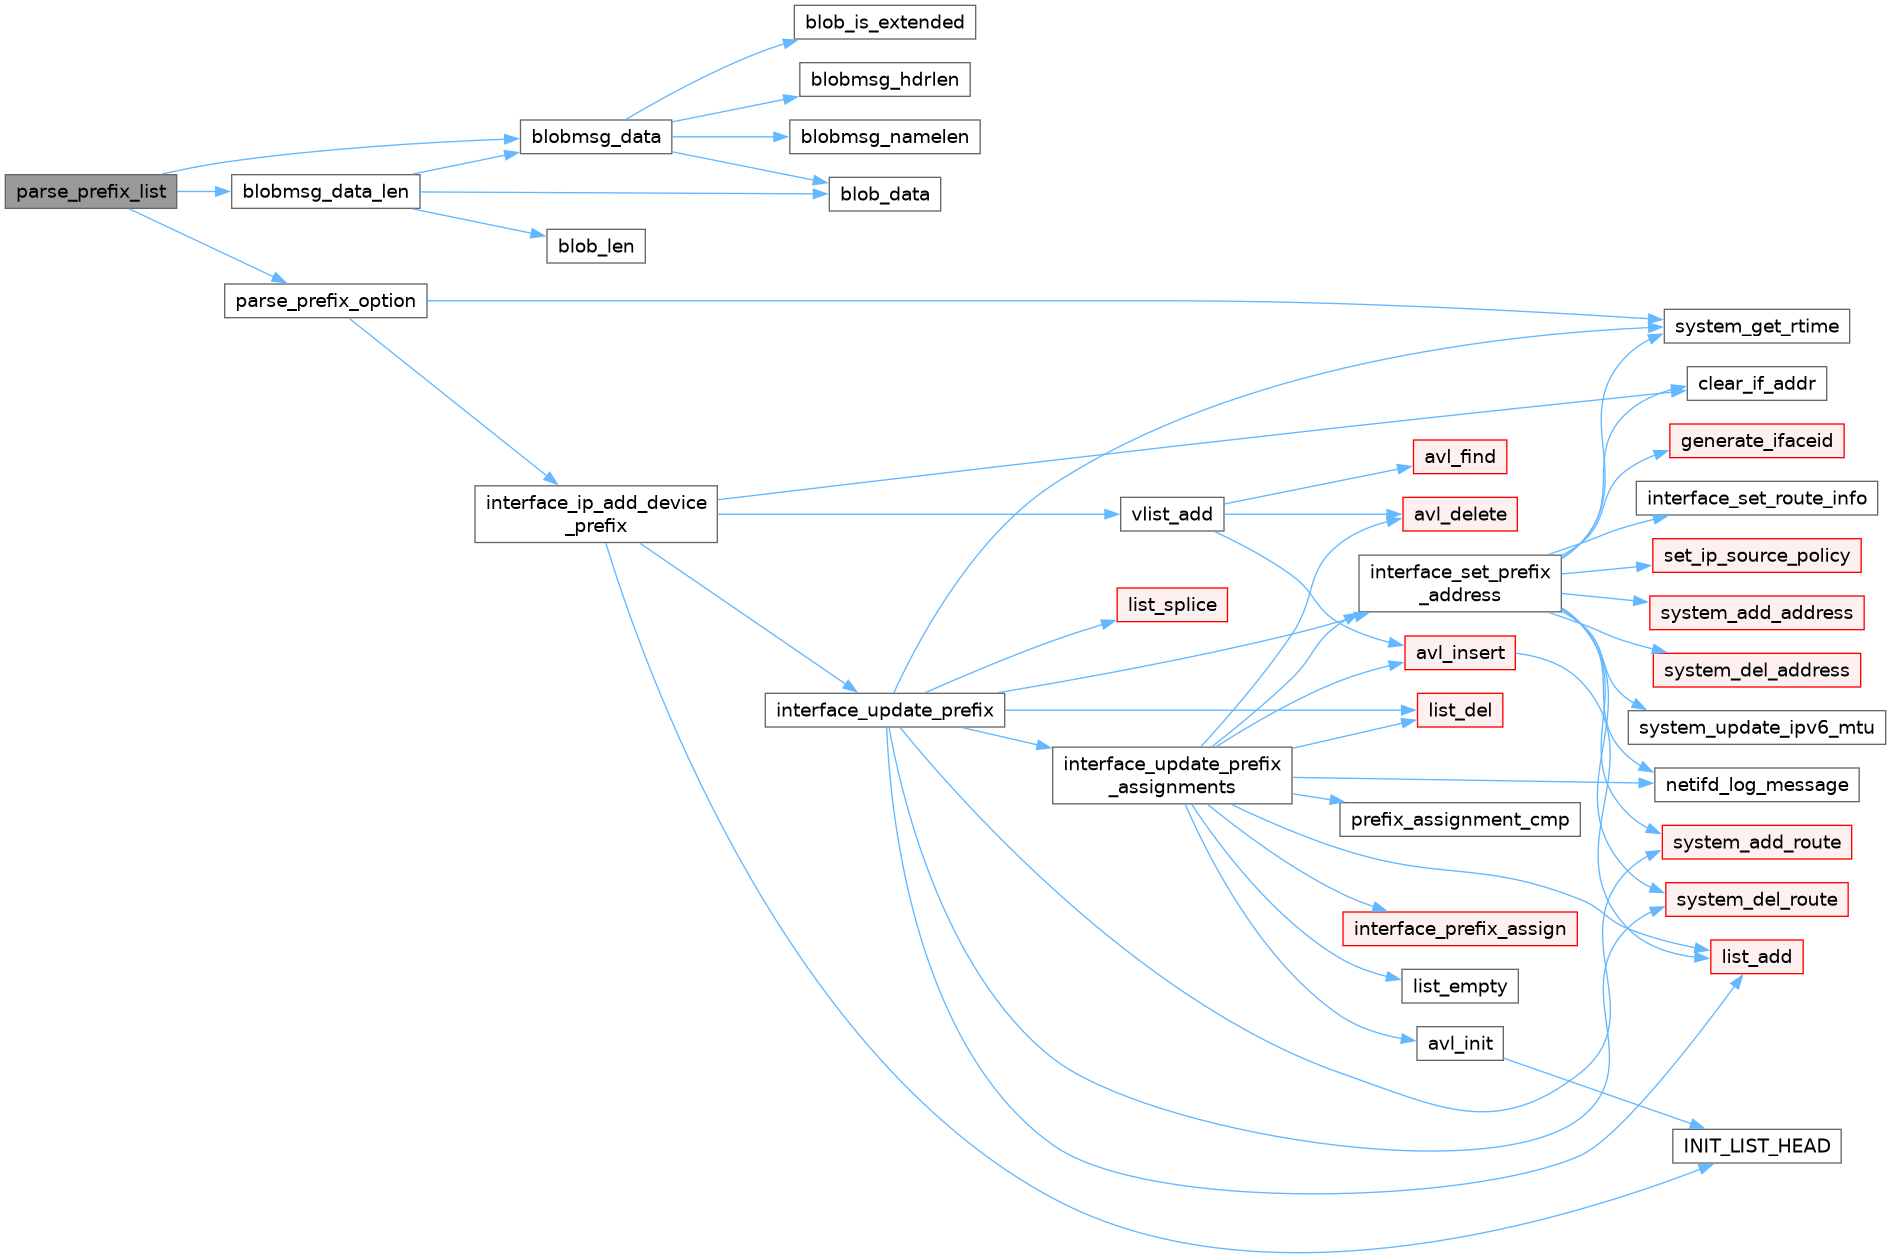 blob_is_extended
blobmsg_hdrlen
blobmsg_data
blobmsg_namelen
parse_prefix_list
blobmsg_data_len
blob_data
blob_len
parse_prefix_option
system_get_rtime
clear_if_addr
generate_ifaceid
avl_find
interface_set_route_info
interface_ip_add_device
_prefix
vlist_add
avl_delete
set_ip_source_policy
interface_set_prefix
_address
list_splice
system_add_address
avl_insert
system_del_address
interface_update_prefix
list_del
system_update_ipv6_mtu
interface_update_prefix
_assignments
netifd_log_message
prefix_assignment_cmp
system_add_route
system_del_route
interface_prefix_assign
list_add
list_empty
avl_init
INIT_LIST_HEAD